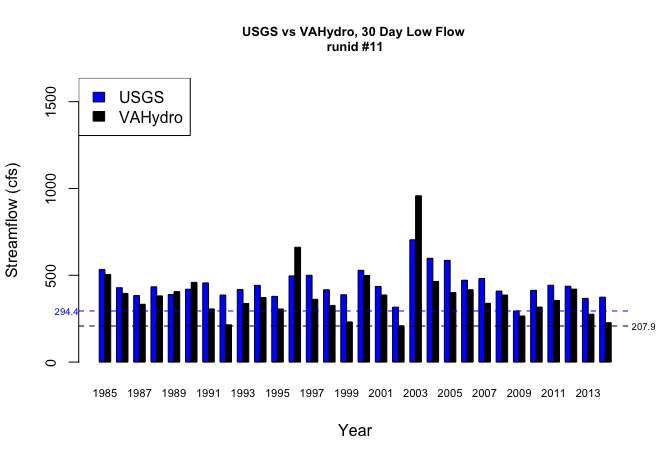 USGS vs VAHydro, 30 Day Low Flow
runid #11
USGS
VAHydro
Streamflow (cfs)
1500
1000
500
0
294.4
207.9
1985 1987 1989 1991 1993 1995 1997 1999 2001 2003 2005 2007 2009 2011 2013
Year